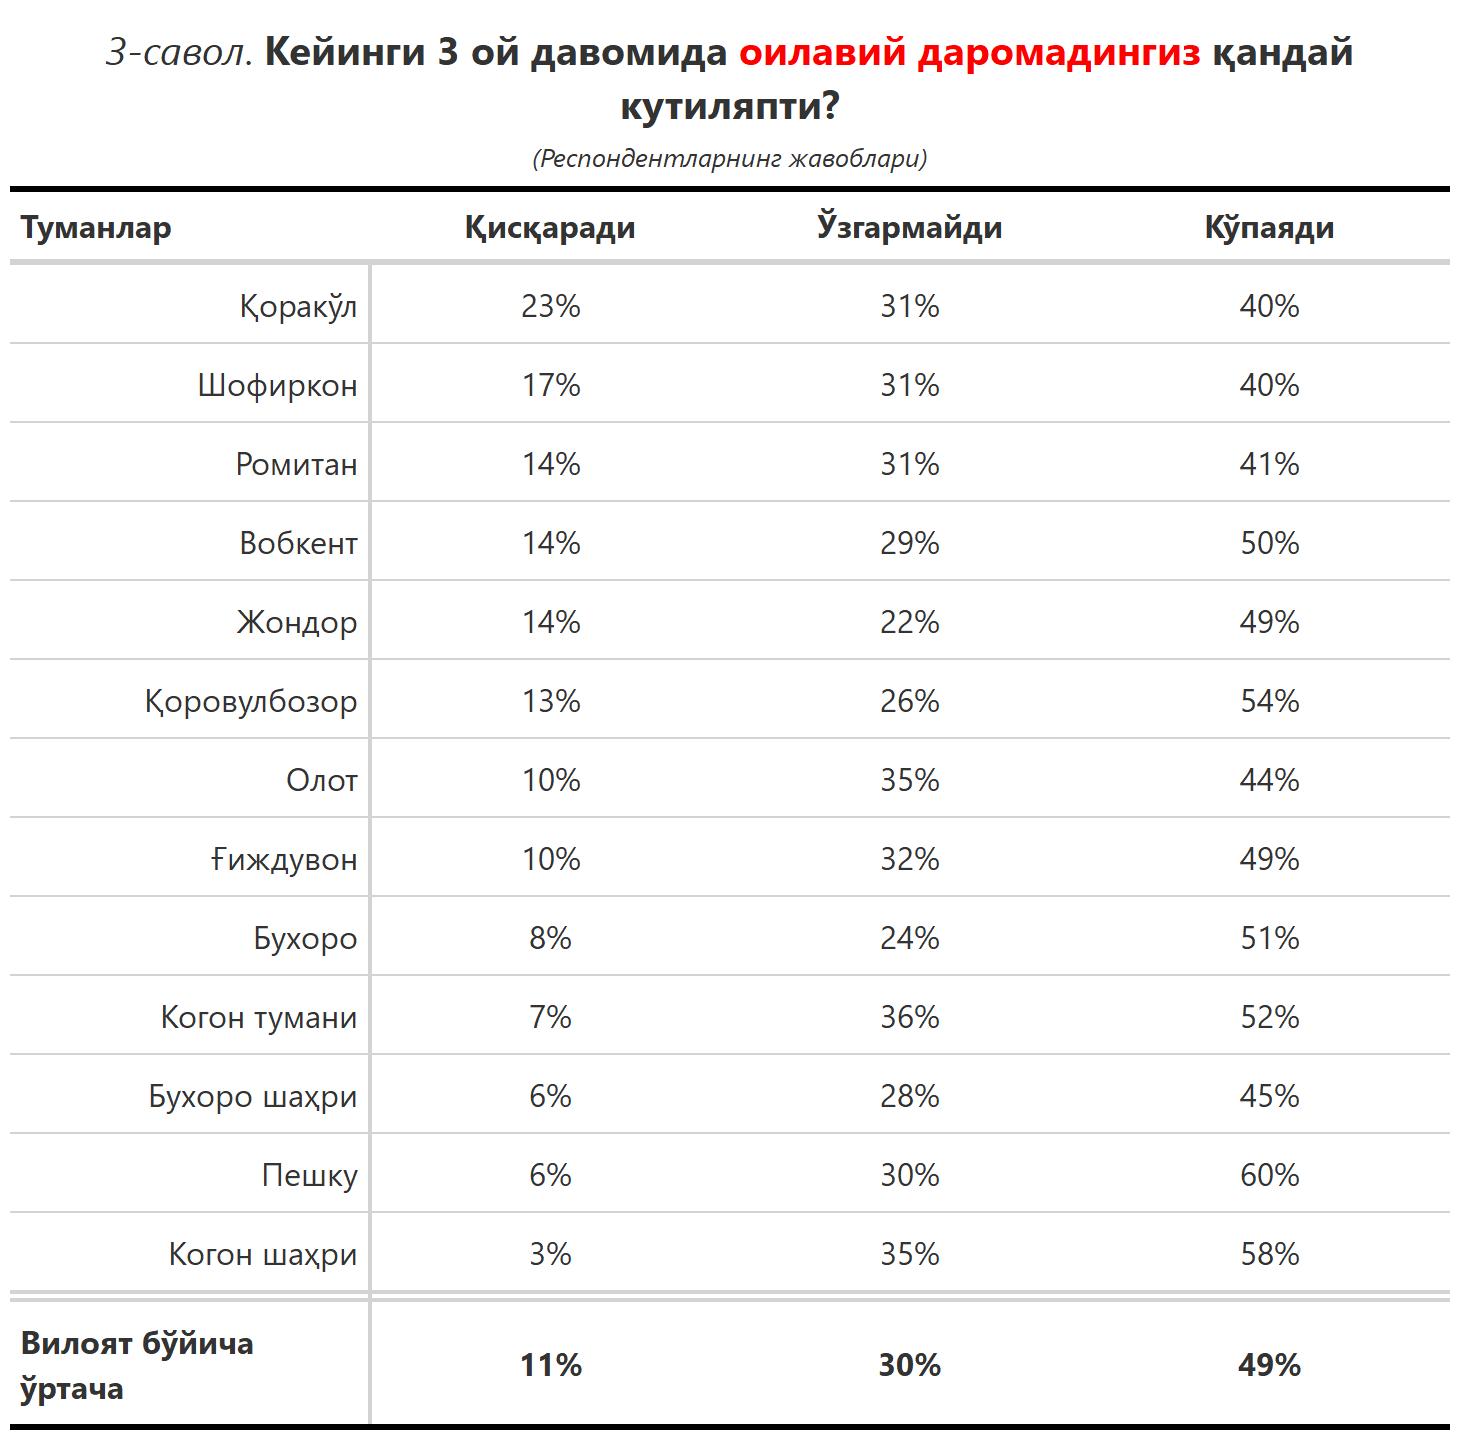 3-савол. Кейинги 3 ой давомида оилавий даромадингиз қандай
кутиляпти?
(Респондентларнинг жавоблари)
Туманлар Қисқаради Ўзгармайди Кўпаяди
Қоракўл 23% 31% 40%
Шофиркон 17% 31% 40%
Ромитан 14% 31% 41%
Вобкент 14% 29% 50%
Жондор 14% 22% 49%
Қоровулбозор 13% 26% 54%
Олот 10% 35% 44%
Ғиждувон 10% 32% 49%
Бухоро 8% 24% 51%
Когон тумани 7% 36% 52%
Бухоро шаҳри 6% 28% 45%
Пешку 6% 30% 60%
Когон шаҳри 3% 35% 58%
Вилоят бўйича
ўртача 11% 30% 49%